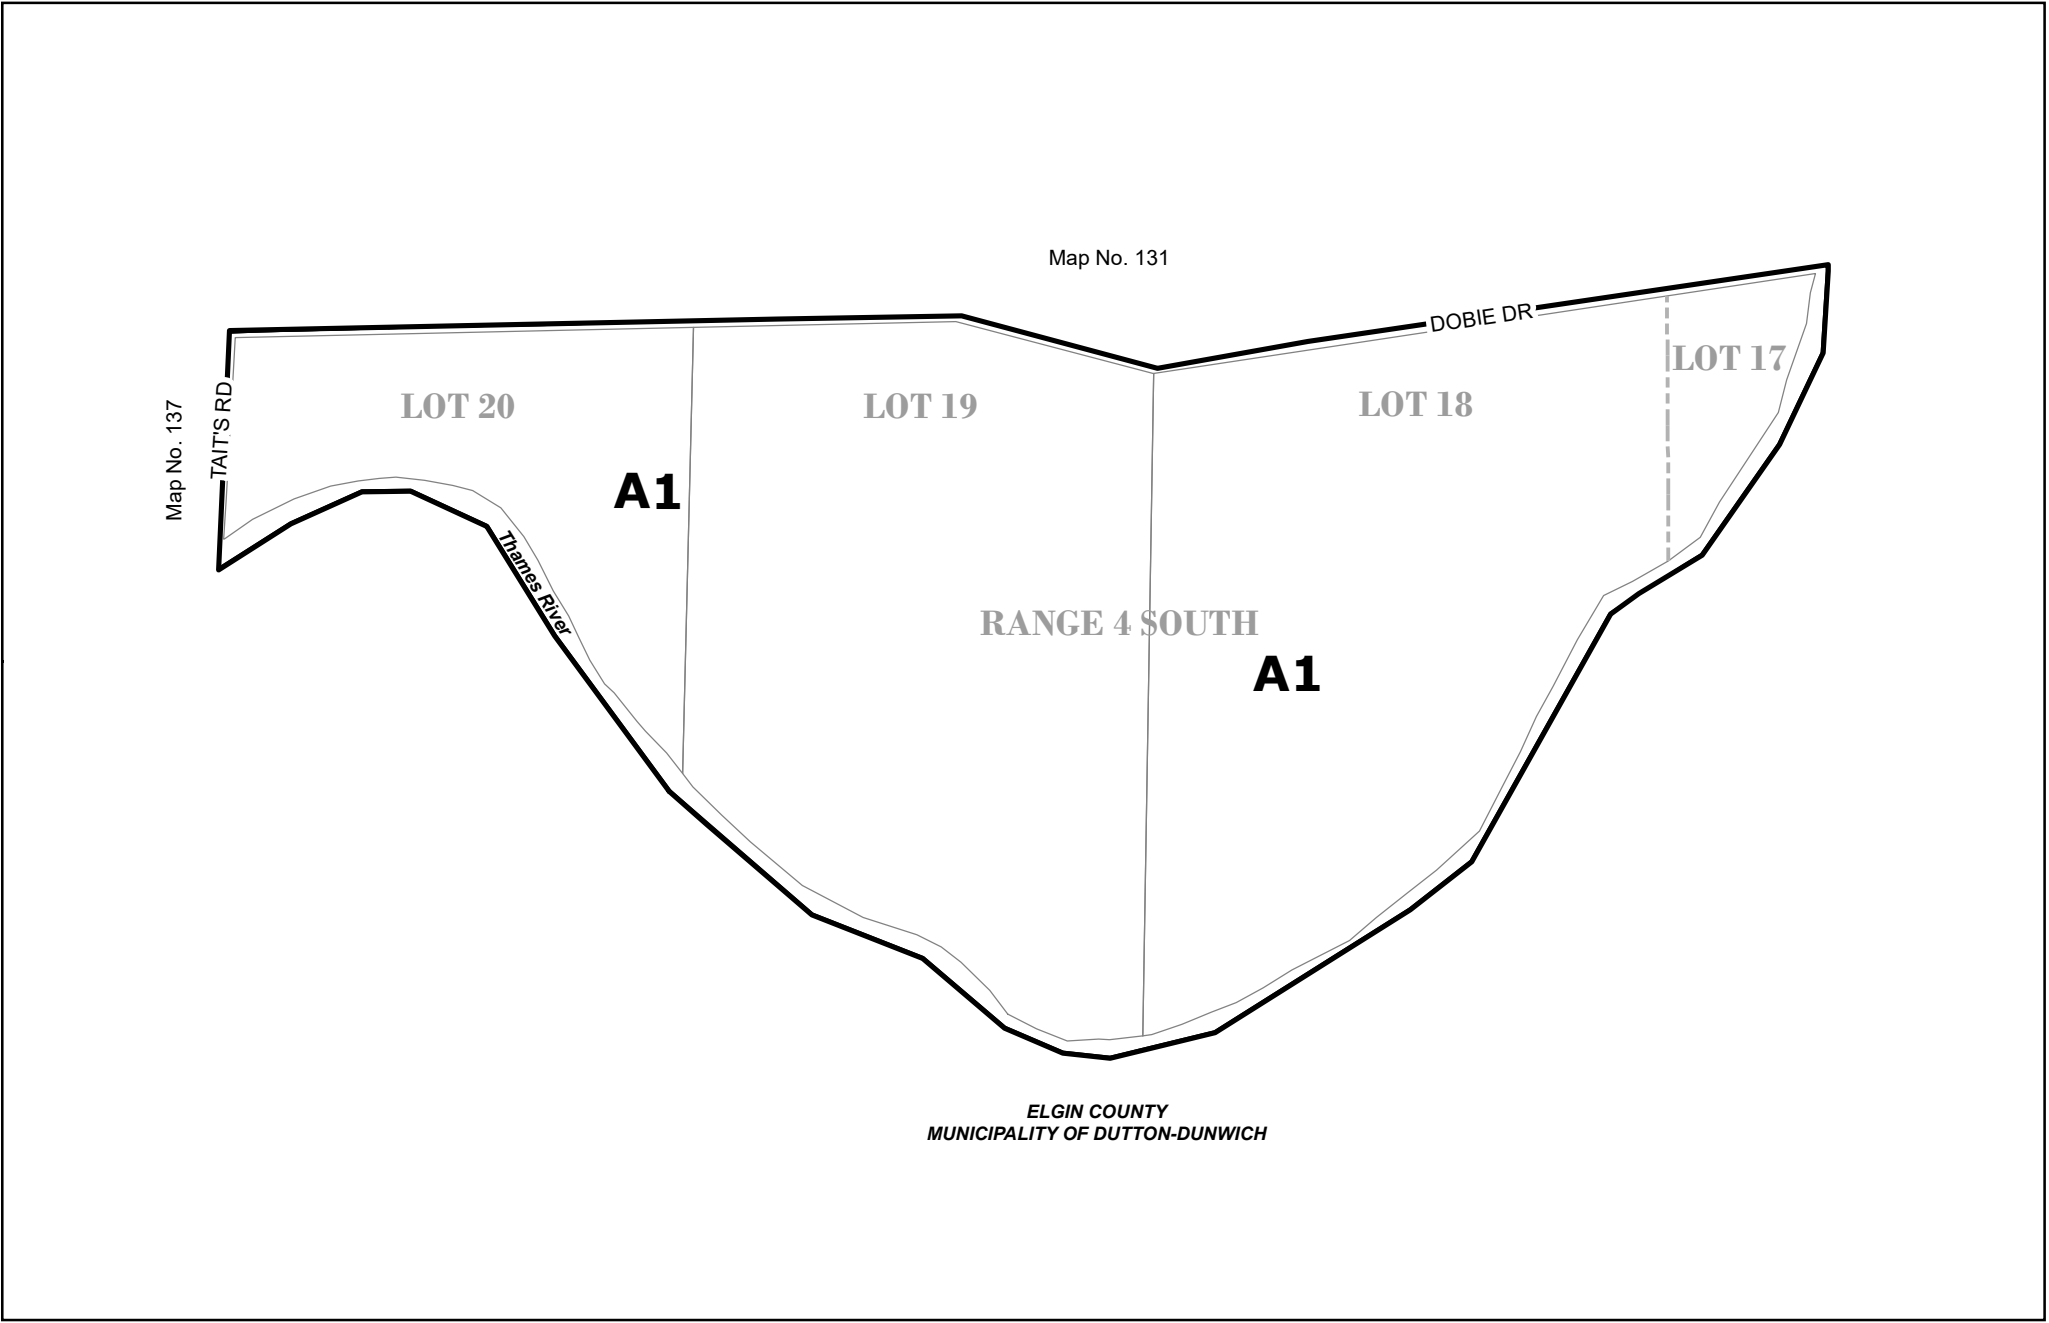 Map No. 131
DOBIE DR
LOT 17
Map No. 137
TAIT'S RD
LOT 20
LOT 19
LOT 18
A1
Thames River
RANGE 4 SOUTH
A1
ELGIN COUNTY
MUNICIPALITY OF DUTTON-DUNWICH